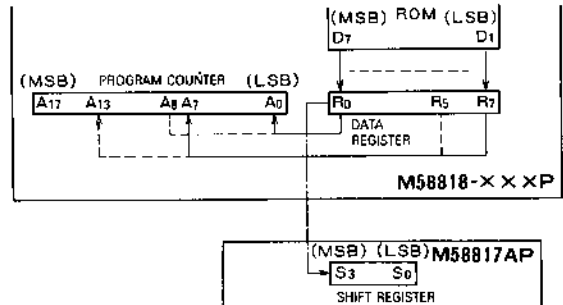 (MSB) ROM (LSB)
D7 D1
(MSB) PROGRAM COUNTER (LSB)
A17 A13 A8 A7 A0
R0 R5 R7
DATA
REGISTER
M58818-XXXP
(MSB) (LSB) M58817AP
S3 S0
SHIFT REGISTER